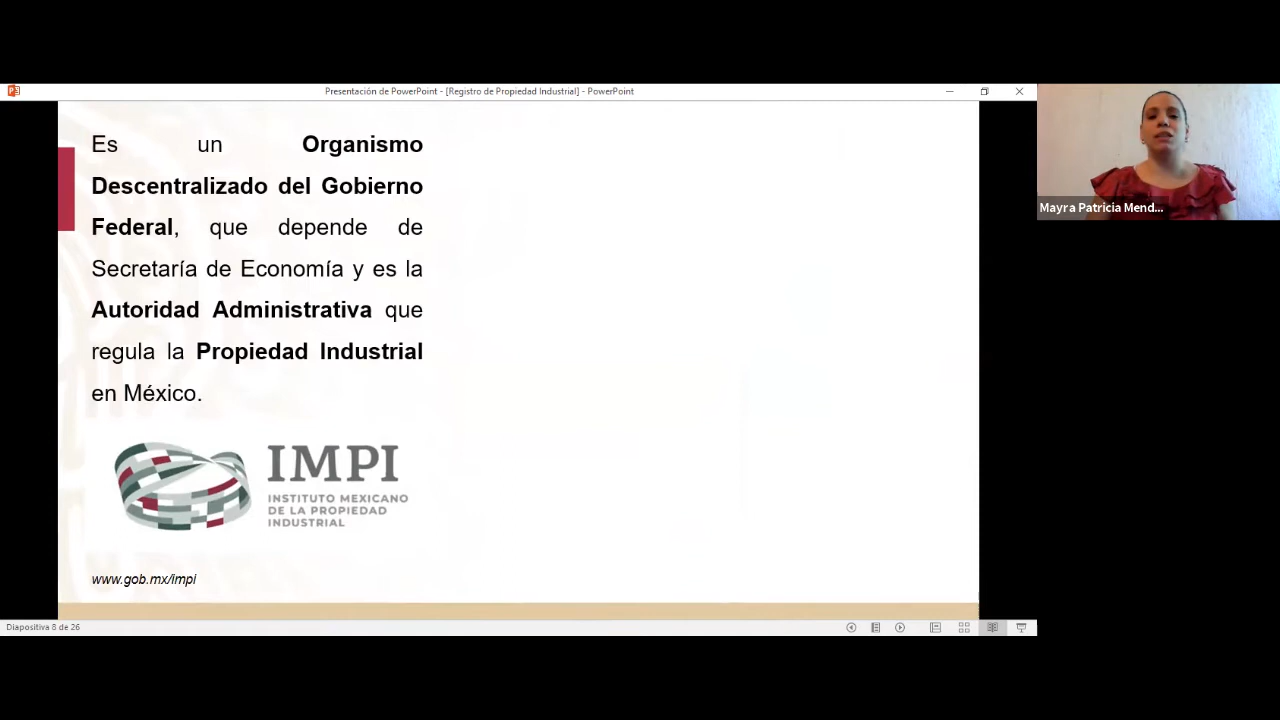 Presentación de PowerPoint - [Registro de Propiedad Industrial] - PowerPoint
Es un Organismo
Descentralizado del Gobierno
Federal, que depende de
Secretaría de Economía y es la
Autoridad Administrativa que
regula la Propiedad Industrial
en México.
IMPI
INSTITUTO MEXICANO
DE LA PROPIEDAD
INDUSTRIAL
www.gob.mx/impi
Diapositiva 8 de 26
Mayra Patricia Mend...